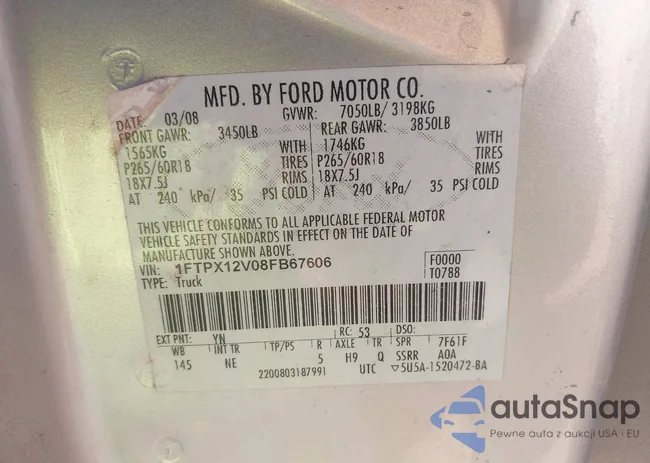 MFD. BY FORD MOTOR CO.
DATE: 03/08 GVWR: 7050LB/ 3198KG
FRONT GAWR: 3450LB REAR GAWR: 3850LB
1565KG WITH 1746KG WITH
P265/60R18 TIRES P265/60R18 TIRES
18X7.5J RIMS 18X7.5J RIMS
AT 240 kPa/ 35 PSI COLD AT 240 kPa/ 35 PSI COLD
THIS VEHICLE CONFORMS TO ALL APPLICABLE FEDERAL MOTOR
VEHICLE SAFETY STANDARDS IN EFFECT ON THE DATE OF
MANUFACTURE SHOWN ABOVE.
VIN: 1FTPX12V08FB67606 F0000
TYPE: Truck T0788
EXT PNT: YN RC: 53 DSO:
WB INT TR TP/PS R AXLE TR SPR 7F61F
145 NE 5 H9 Q SSRR A0A
2200803187991 UTC ▽5U5A-1520472-BA
autaSnap
Pewne auta z aukcji USA i EU